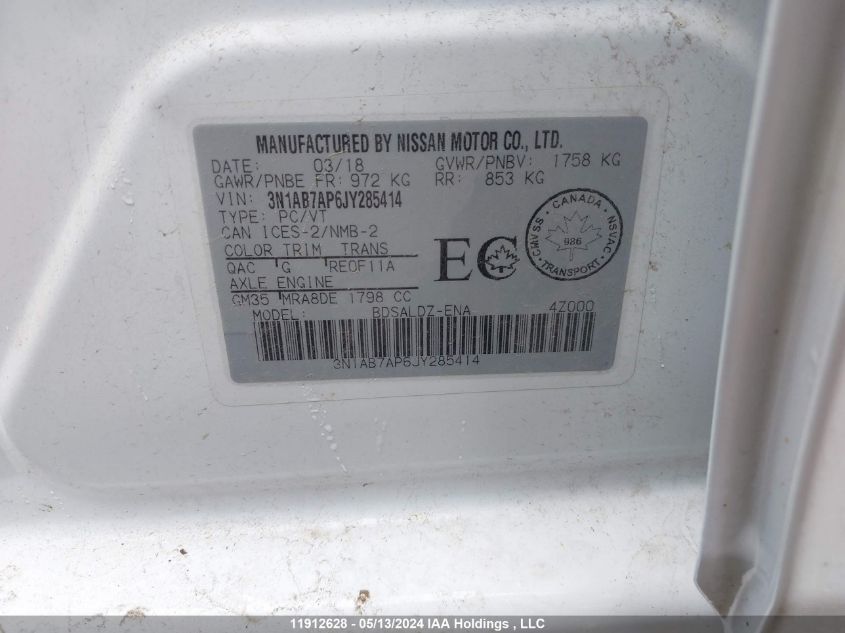 MANUFACTURED BY NISSAN MOTOR CO., LTD.
DATE: 03/18 GVWR/PNBV: 1758 KG
GAWR/PNBE FR: 972 KG RR: 853 KG
VIN: 3N1AB7AP6JY285414
TYPE: PC/VT
CAN ICES-2/NMB-2
COLOR TRIM TRANS
QAC G RE0F11A
AXLE ENGINE
GM35 MRA8DE 1798 CC
MODEL: BDSALDZ-ENA 4Z000
3N1AB7AP6JY285414
EC
CANADA
CMVSS
NSVAC
986
TRANSPORT
11912628 - 05/13/2024 IAA Holdings , LLC